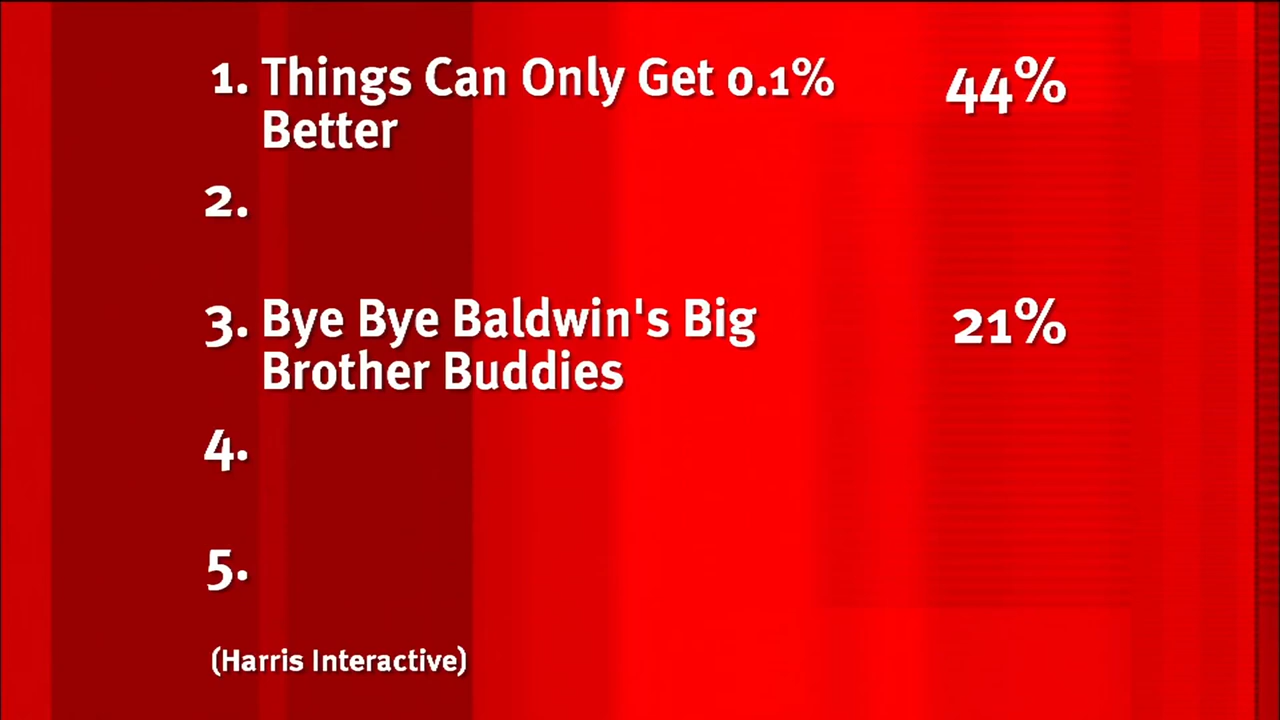 1. Things Can Only Get 0.1% 44%
Better
2.
3. Bye Bye Baldwin's Big 21%
Brother Buddies
4.
5.
(Harris Interactive)